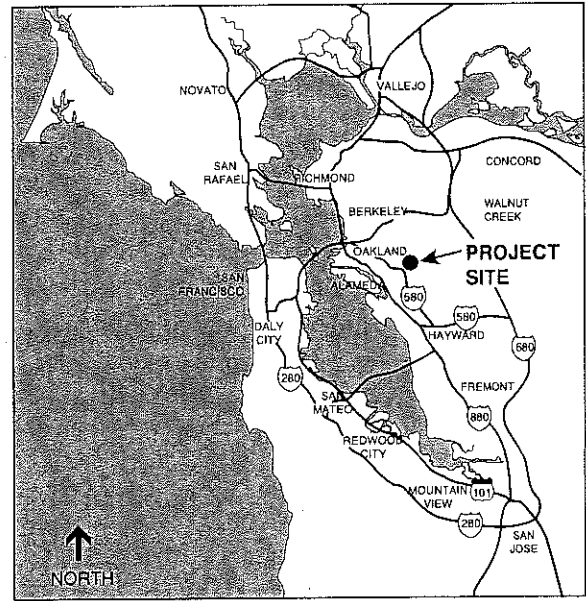 NOVATO
VALLEJO
CONCORD
SAN
RAFAEL
RICHMOND
WALNUT
CREEK
BERKELEY
OAKLAND
PROJECT
SITE
SAN
FRANCISCO
ALAMEDA
580
580
DALY
CITY
HAYWARD
680
280
SAN
MATEO
FREMONT
880
REDWOOD
CITY
101
MOUNTAIN
VIEW
280
SAN
JOSE
NORTH